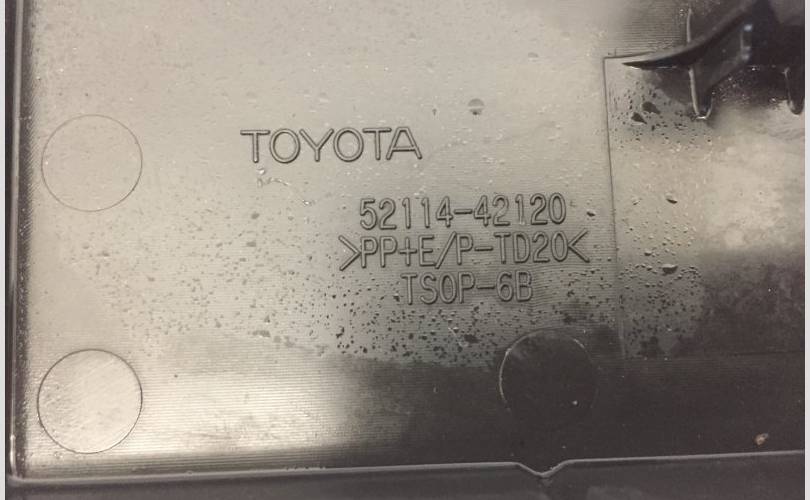 TOYOTA
52114-42120
>PP+E/P-TD20<
TSOP-6B